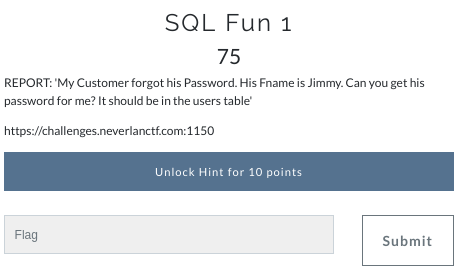 SQL Fun 1
75
REPORT: 'My Customer forgot his Password. His Fname is Jimmy. Can you get his
password for me? It should be in the users table'
https://challenges.neverlanctf.com:1150
Unlock Hint for 10 points
Flag
Submit